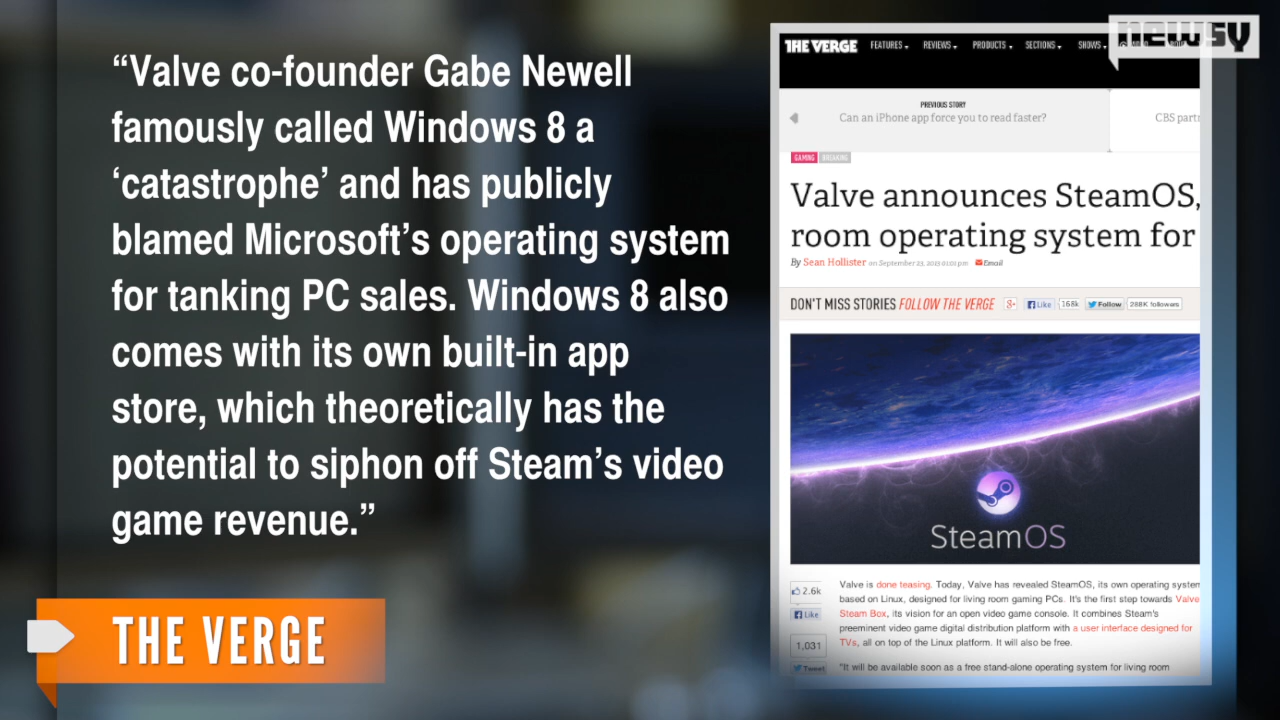 “Valve co-founder Gabe Newell
famously called Windows 8 a
‘catastrophe’ and has publicly
blamed Microsoft’s operating system
for tanking PC sales. Windows 8 also
comes with its own built-in app
store, which theoretically has the
potential to siphon off Steam’s video
game revenue.”
THE VERGE
newsy
THE VERGE FEATURES REVIEWS PRODUCTS SECTIONS SHOWS
PREVIOUS STORY
Can an iPhone app force you to read faster?
CBS part
GAMING BREAKING
Valve announces SteamOS,
room operating system for
By Sean Hollister on September 23, 2013 01:01 pm Email
DON'T MISS STORIES FOLLOW THE VERGE Like 168k Follow 288K followers
SteamOS
2.6k
Like
1,031
Tweet
Valve is done teasing. Today, Valve has revealed SteamOS, its own operating system
based on Linux, designed for living room gaming PCs. It's the first step towards Valve
Steam Box, its vision for an open video game console. It combines Steam's
preeminent video game digital distribution platform with a user interface designed for
TVs, all on top of the Linux platform. It will also be free.
"It will be available soon as a free stand-alone operating system for living room